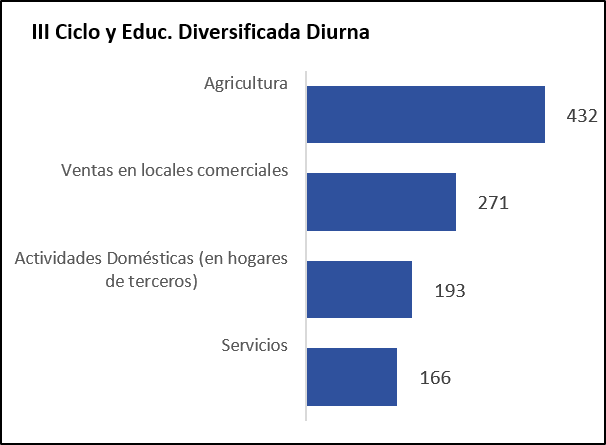 III Ciclo y Educ. Diversificada Diurna
Agricultura
432
Ventas en locales comerciales
271
Actividades Domésticas (en hogares
de terceros)
193
Servicios
166